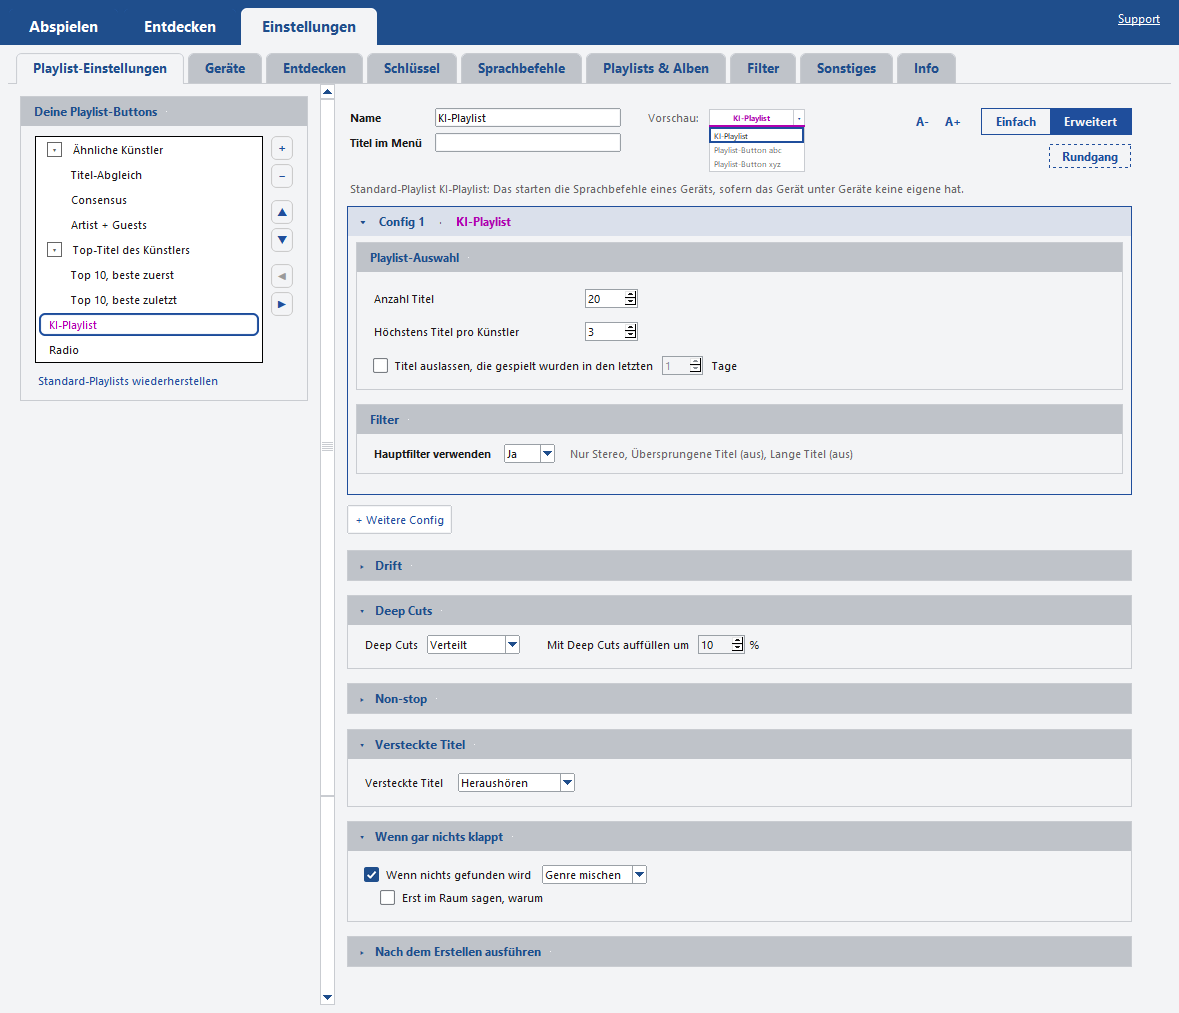 Abspielen
Entdecken
Einstellungen
Support
Playlist-Einstellungen
Geräte
Entdecken
Schlüssel
Sprachbefehle
Playlists & Alben
Filter
Sonstiges
Info
Deine Playlist-Buttons
Ähnliche Künstler
Titel-Abgleich
Consensus
Artist + Guests
Top-Titel des Künstlers
Top 10, beste zuerst
Top 10, beste zuletzt
KI-Playlist
Radio
+
−
Standard-Playlists wiederherstellen
Name KI-Playlist
Titel im Menü
Vorschau: KI-Playlist
KI-Playlist
Playlist-Button abc
Playlist-Button xyz
A- A+
Einfach Erweitert
Rundgang
Standard-Playlist KI-Playlist: Das starten die Sprachbefehle eines Geräts, sofern das Gerät unter Geräte keine eigene hat.
Config 1 · KI-Playlist
Playlist-Auswahl
Anzahl Titel 20
Höchstens Titel pro Künstler 3
Titel auslassen, die gespielt wurden in den letzten 1 Tage
Filter
Hauptfilter verwenden Ja Nur Stereo, Übersprungene Titel (aus), Lange Titel (aus)
+ Weitere Config
Drift
Deep Cuts
Deep Cuts Verteilt Mit Deep Cuts auffüllen um 10 %
Non-stop
Versteckte Titel
Versteckte Titel Heraushören
Wenn gar nichts klappt
Wenn nichts gefunden wird Genre mischen
Erst im Raum sagen, warum
Nach dem Erstellen ausführen